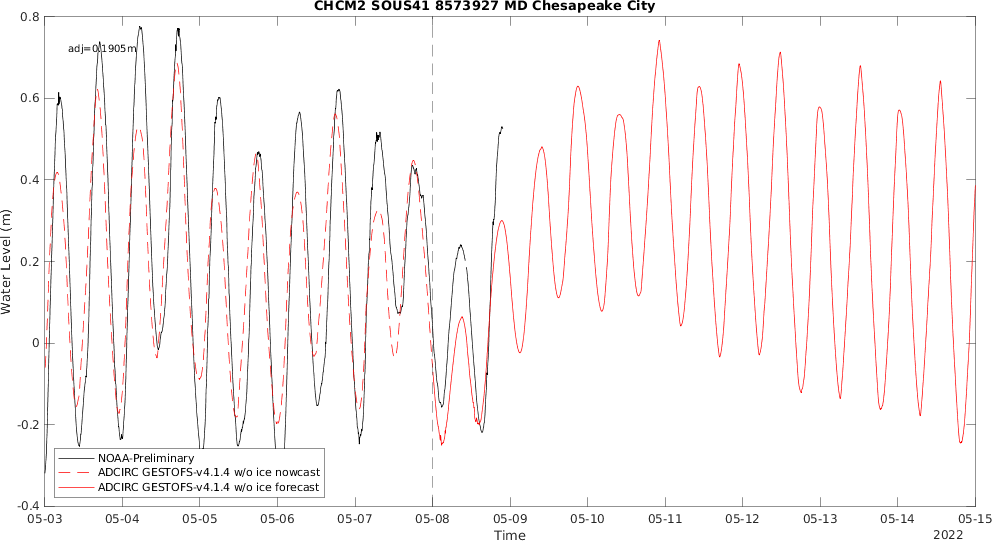 CHCM2 SOUS41 8573927 MD Chesapeake City
0.8
adj=0.1905m
0.6
0.4
0.2
0
-0.2
-0.4
Water Level (m)
NOAA-Preliminary
ADCIRC GESTOFS-v4.1.4 w/o ice nowcast
ADCIRC GESTOFS-v4.1.4 w/o ice forecast
05-03 05-04 05-05 05-06 05-07 05-08 05-09 05-10 05-11 05-12 05-13 05-14 05-15
Time
2022